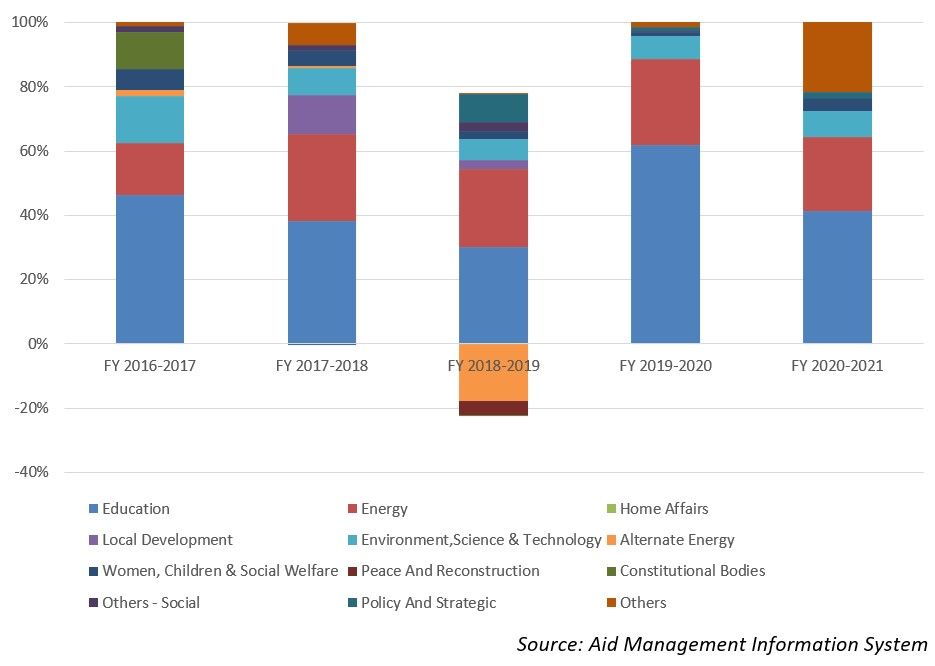 100%
80%
60%
40%
20%
0%
-20%
-40%
FY 2016-2017 FY 2017-2018 FY 2018-2019 FY 2019-2020 FY 2020-2021
Education Energy Home Affairs
Local Development Environment,Science & Technology Alternate Energy
Women, Children & Social Welfare Peace And Reconstruction Constitutional Bodies
Others - Social Policy And Strategic Others
Source: Aid Management Information System